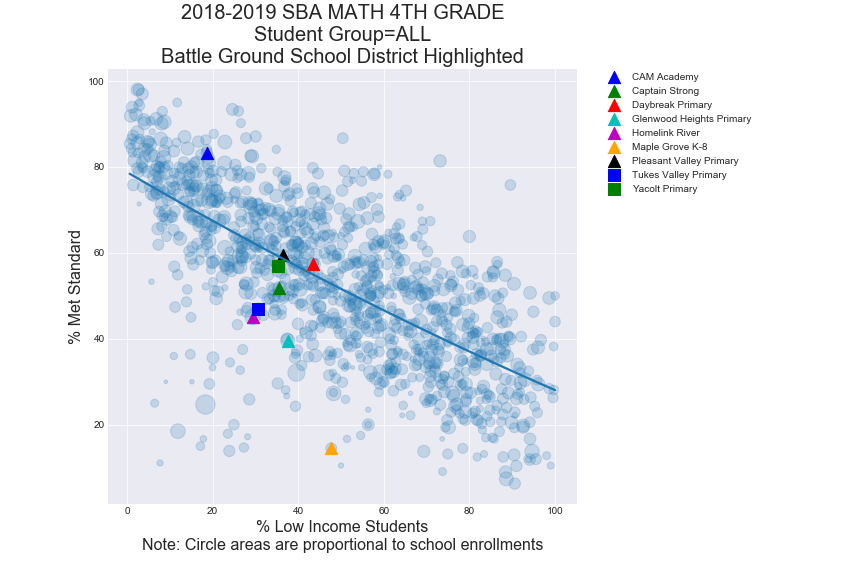 2018-2019 SBA MATH 4TH GRADE
Student Group=ALL
Battle Ground School District Highlighted
% Met Standard
100
80
60
40
20
0
20
40
60
80
100
% Low Income Students
Note: Circle areas are proportional to school enrollments
CAM Academy
Captain Strong
Daybreak Primary
Glenwood Heights Primary
Homelink River
Maple Grove K-8
Pleasant Valley Primary
Tukes Valley Primary
Yacolt Primary